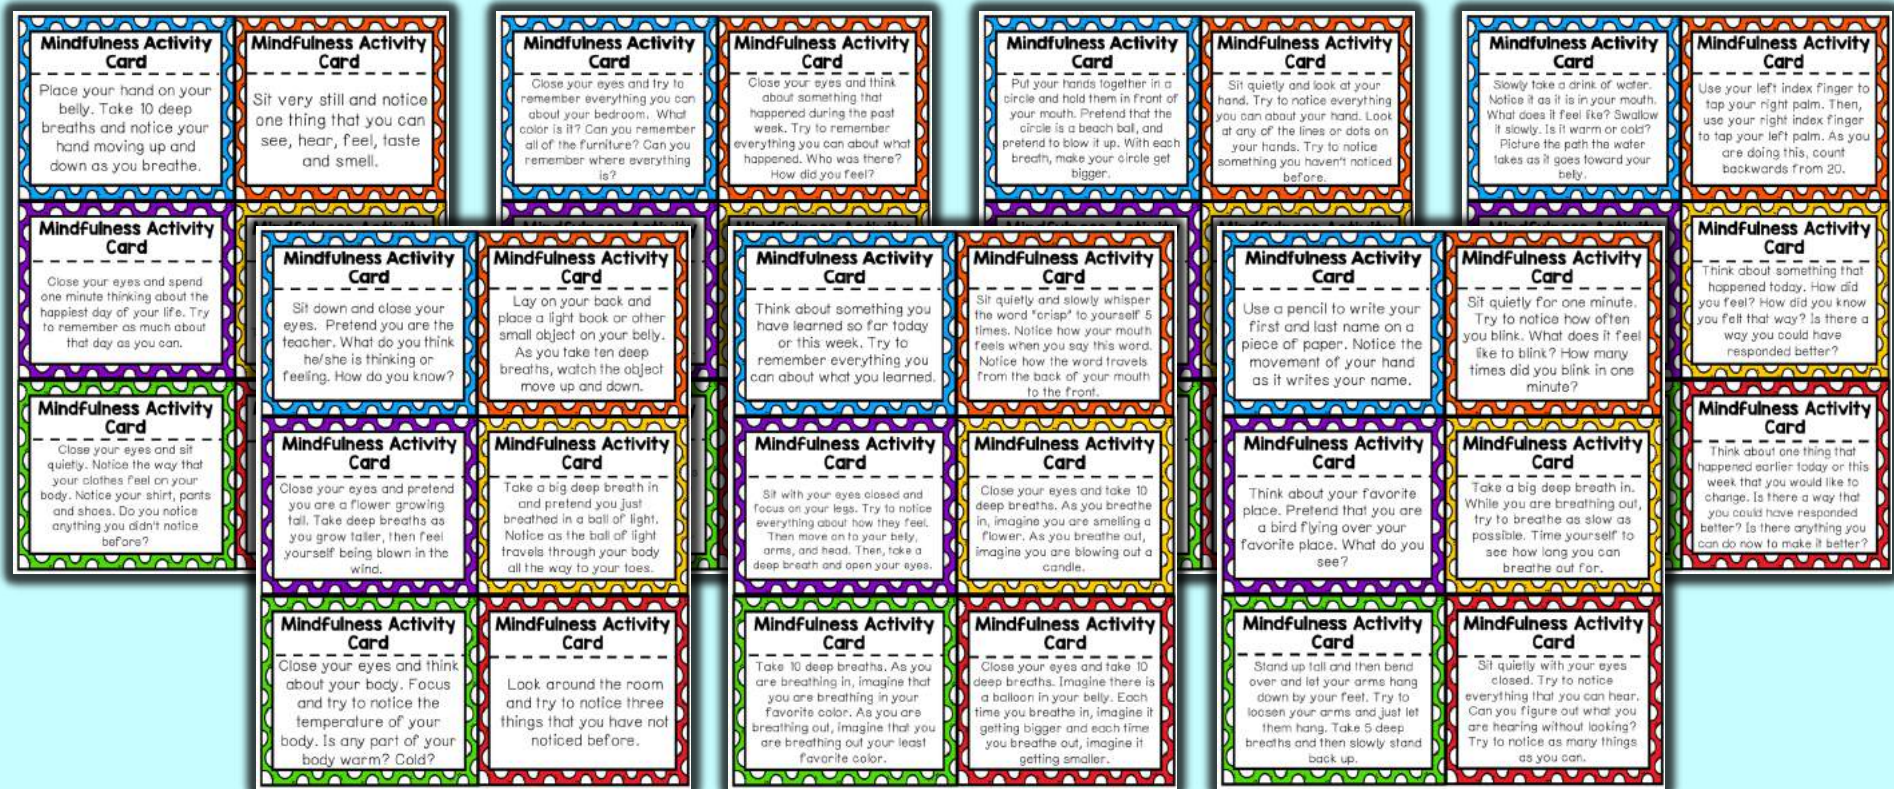 Mindfulness Activity
Card
Place your hand on your
belly. Take 10 deep
breaths and notice your
hand moving up and
down as you breathe.
Mindfulness Activity
Card
Sit very still and notice
one thing that you can
see, hear, feel, taste
and smell.
Mindfulness Activity
Card
Close your eyes and spend
one minute thinking about the
happiest day of your life. Try
to remember as much about
that day as you can.
Mindfulness Activity
Card
Close your eyes and sit
quietly. Notice the way that
your clothes feel on your
body. Notice your shirt, pants
and shoes. Do you notice
anything you didn't notice
before?
Mindfulness Activity
Card
Close your eyes and try to
remember everything you can
about your bedroom. What
color is it? Can you remember
all of the furniture? Can you
remember where everything
is?
Mindfulness Activity
Card
Close your eyes and think
about something that
happened during the past
week. Try to remember
everything you can about what
happened. Who was there?
How did you feel?
Mindfulness Activity
Card
Put your hands together in a
circle and hold them in front of
your mouth. Pretend that the
circle is a beach ball, and
pretend to blow it up. With each
breath, make your circle get
bigger.
Mindfulness Activity
Card
Sit quietly and look at your
hand. Try to notice everything
you can about your hand. Look
at any of the lines or dots on
your hands. Try to notice
something you haven't noticed
before.
Mindfulness Activity
Card
Slowly take a drink of water.
Notice it as it is in your mouth.
What does it feel like? Swallow
it slowly. Is it warm or cold?
Picture the path the water
takes as it goes toward your
belly.
Mindfulness Activity
Card
Use your left index finger to
tap your right palm. Then,
use your right index finger
to tap your left palm. As you
are doing this, count
backwards from 20.
Mindfulness Activity
Card
Think about something that
happened today. How did
you feel? How did you know
you felt that way? Is there a
way you could have
responded better?
Mindfulness Activity
Card
Think about one thing that
happened earlier today or this
week that you would like to
change. Is there a way that
you could have responded
better? Is there anything you
can do now to make it better?
Mindfulness Activity
Card
Sit down and close your
eyes. Pretend you are the
teacher. What do you think
he/she is thinking or
feeling. How do you know?
Mindfulness Activity
Card
Lay on your back and
place a light book or other
small object on your belly.
As you take ten deep
breaths, watch the object
move up and down.
Mindfulness Activity
Card
Close your eyes and pretend
you are a flower growing
tall. Take deep breaths as
you grow taller, then feel
yourself being blown in the
wind.
Mindfulness Activity
Card
Take a big deep breath in
and pretend you just
breathed in a ball of light.
Notice as the ball of light
travels through your body
all the way to your toes.
Mindfulness Activity
Card
Close your eyes and think
about your body. Focus
and try to notice the
temperature of your
body. Is any part of your
body warm? Cold?
Mindfulness Activity
Card
Look around the room
and try to notice three
things that you have not
noticed before.
Mindfulness Activity
Card
Think about something you
have learned so far today
or this week. Try to
remember everything you
can about what you learned.
Mindfulness Activity
Card
Sit quietly and slowly whisper
the word "crisp" to yourself 5
times. Notice how your mouth
feels when you say this word.
Notice how the word travels
from the back of your mouth
to the front.
Mindfulness Activity
Card
Sit with your eyes closed and
focus on your legs. Try to notice
everything about how they feel.
Then move on to your belly,
arms, and head. Then, take a
deep breath and open your eyes.
Mindfulness Activity
Card
Close your eyes and take 10
deep breaths. As you breathe
in, imagine you are smelling a
flower. As you breathe out,
imagine you are blowing out a
candle.
Mindfulness Activity
Card
Take 10 deep breaths. As you
are breathing in, imagine that
you are breathing in your
favorite color. As you are
breathing out, imagine that you
are breathing out your least
favorite color.
Mindfulness Activity
Card
Close your eyes and take 10
deep breaths. Imagine there is
a balloon in your belly. Each
time you breathe in, imagine it
getting bigger and each time
you breathe out, imagine it
getting smaller.
Mindfulness Activity
Card
Use a pencil to write your
first and last name on a
piece of paper. Notice the
movement of your hand
as it writes your name.
Mindfulness Activity
Card
Sit quietly for one minute.
Try to notice how often
you blink. What does it feel
like to blink? How many
times did you blink in one
minute?
Mindfulness Activity
Card
Think about your favorite
place. Pretend that you are
a bird flying over your
favorite place. What do you
see?
Mindfulness Activity
Card
Take a big deep breath in.
While you are breathing out,
try to breathe as slow as
possible. Time yourself to
see how long you can
breathe out for.
Mindfulness Activity
Card
Stand up tall and then bend
over and let your arms hang
down by your feet. Try to
loosen your arms and just let
them hang. Take 5 deep
breaths and then slowly stand
back up.
Mindfulness Activity
Card
Sit quietly with your eyes
closed. Try to notice
everything that you can hear.
Can you figure out what you
are hearing without looking?
Try to notice as many things
as you can.